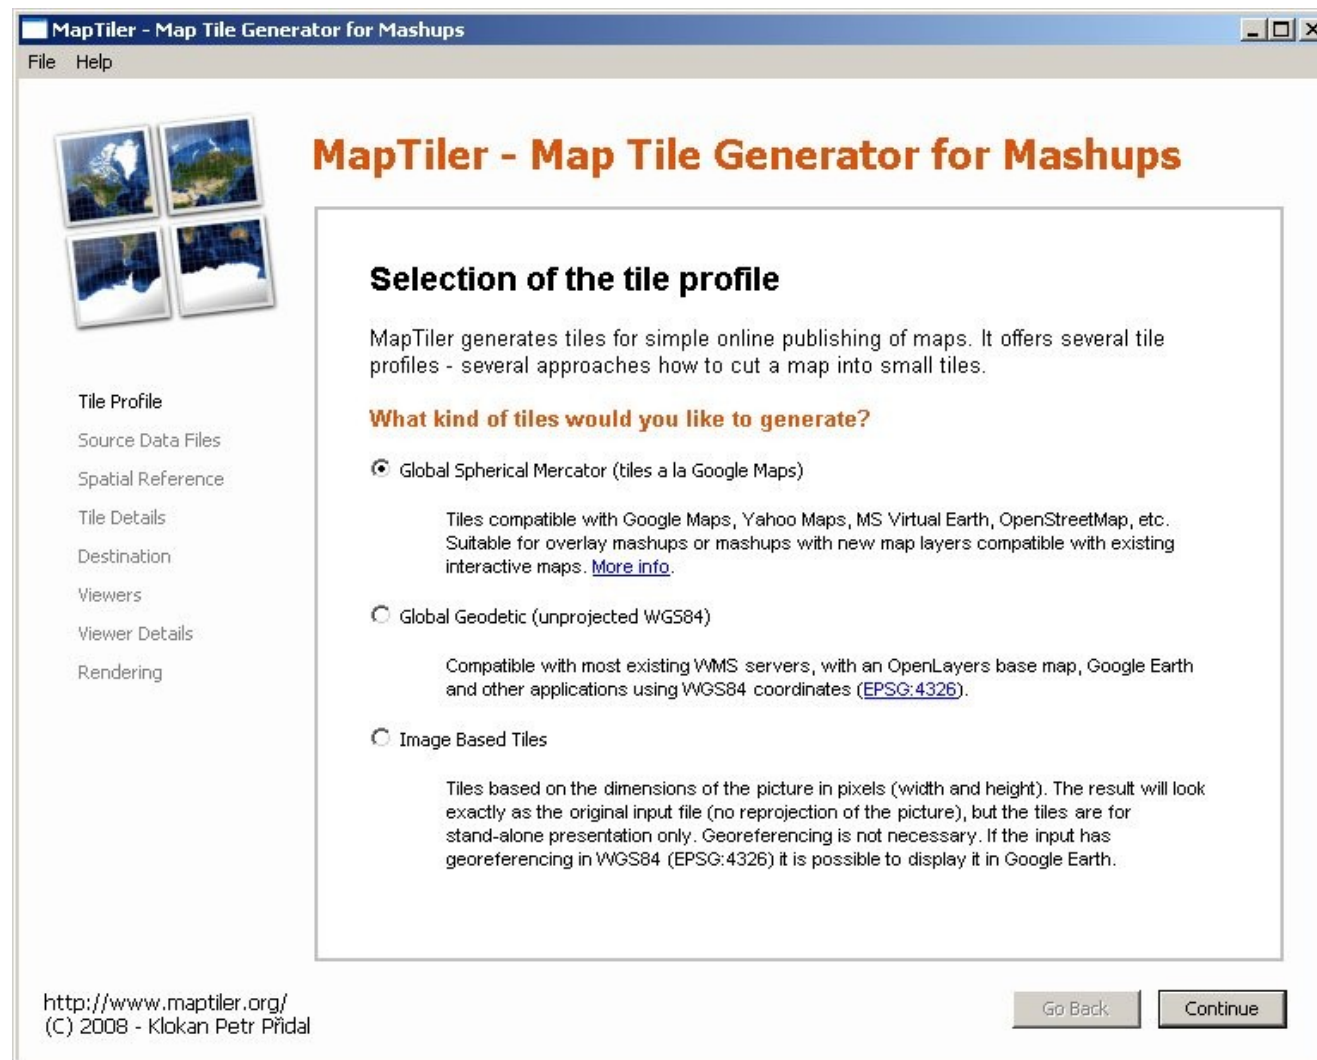 MapTiler - Map Tile Generator for Mashups
File Help
MapTiler - Map Tile Generator for Mashups
Tile Profile
Source Data Files
Spatial Reference
Tile Details
Destination
Viewers
Viewer Details
Rendering
Selection of the tile profile
MapTiler generates tiles for simple online publishing of maps. It offers several tile
profiles - several approaches how to cut a map into small tiles.
What kind of tiles would you like to generate?
Global Spherical Mercator (tiles a la Google Maps)
Tiles compatible with Google Maps, Yahoo Maps, MS Virtual Earth, OpenStreetMap, etc.
Suitable for overlay mashups or mashups with new map layers compatible with existing
interactive maps. More info.
Global Geodetic (unprojected WGS84)
Compatible with most existing WMS servers, with an OpenLayers base map, Google Earth
and other applications using WGS84 coordinates (EPSG:4326).
Image Based Tiles
Tiles based on the dimensions of the picture in pixels (width and height). The result will look
exactly as the original input file (no reprojection of the picture), but the tiles are for
stand-alone presentation only. Georeferencing is not necessary. If the input has
georeferencing in WGS84 (EPSG:4326) it is possible to display it in Google Earth.
http://www.maptiler.org/
(C) 2008 - Klokan Petr Přidal
Go Back
Continue